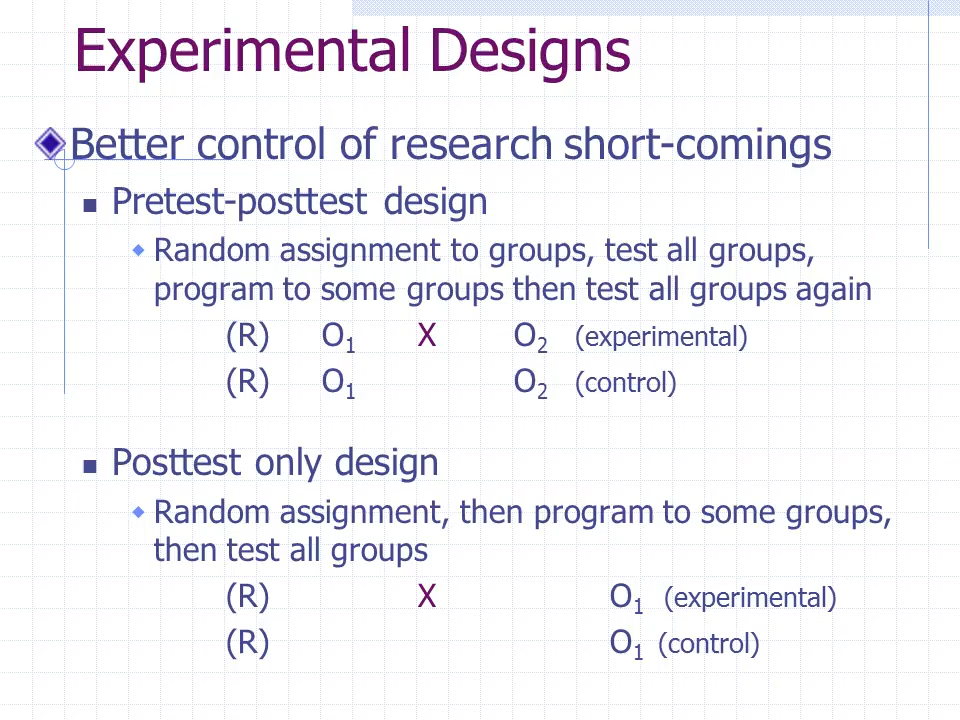 Experimental Designs
Better control of research short-comings
Pretest-posttest design
Random assignment to groups, test all groups,
program to some groups then test all groups again
(R) O₁ X O₂ (experimental)
(R) O₁ O₂ (control)
Posttest only design
Random assignment, then program to some groups,
then test all groups
(R) X O₁ (experimental)
(R) O₁ (control)